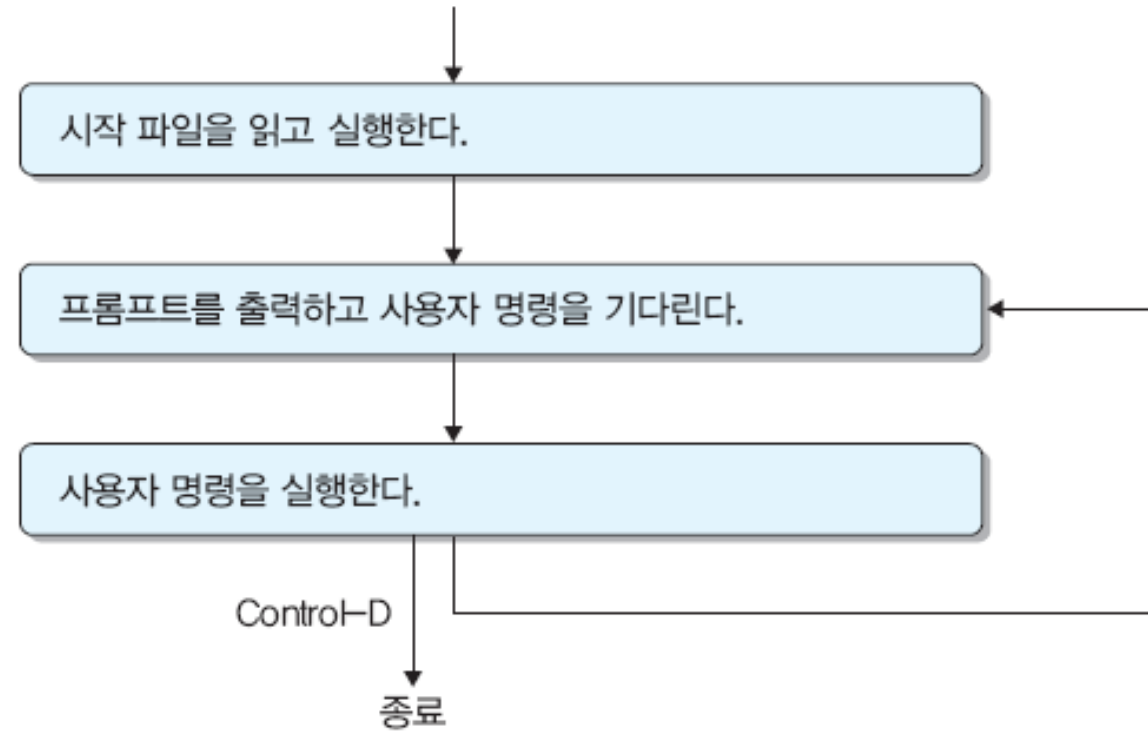 시작 파일을 읽고 실행한다.
프롬프트를 출력하고 사용자 명령을 기다린다.
사용자 명령을 실행한다.
Control-D
종료